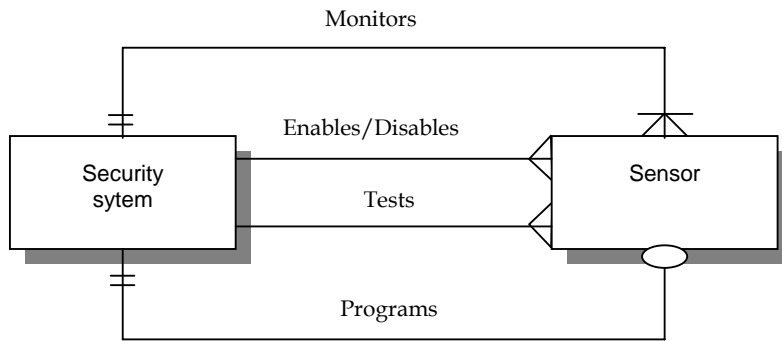 Monitors
Enables/Disables
Security
sytem
Sensor
Tests
Programs